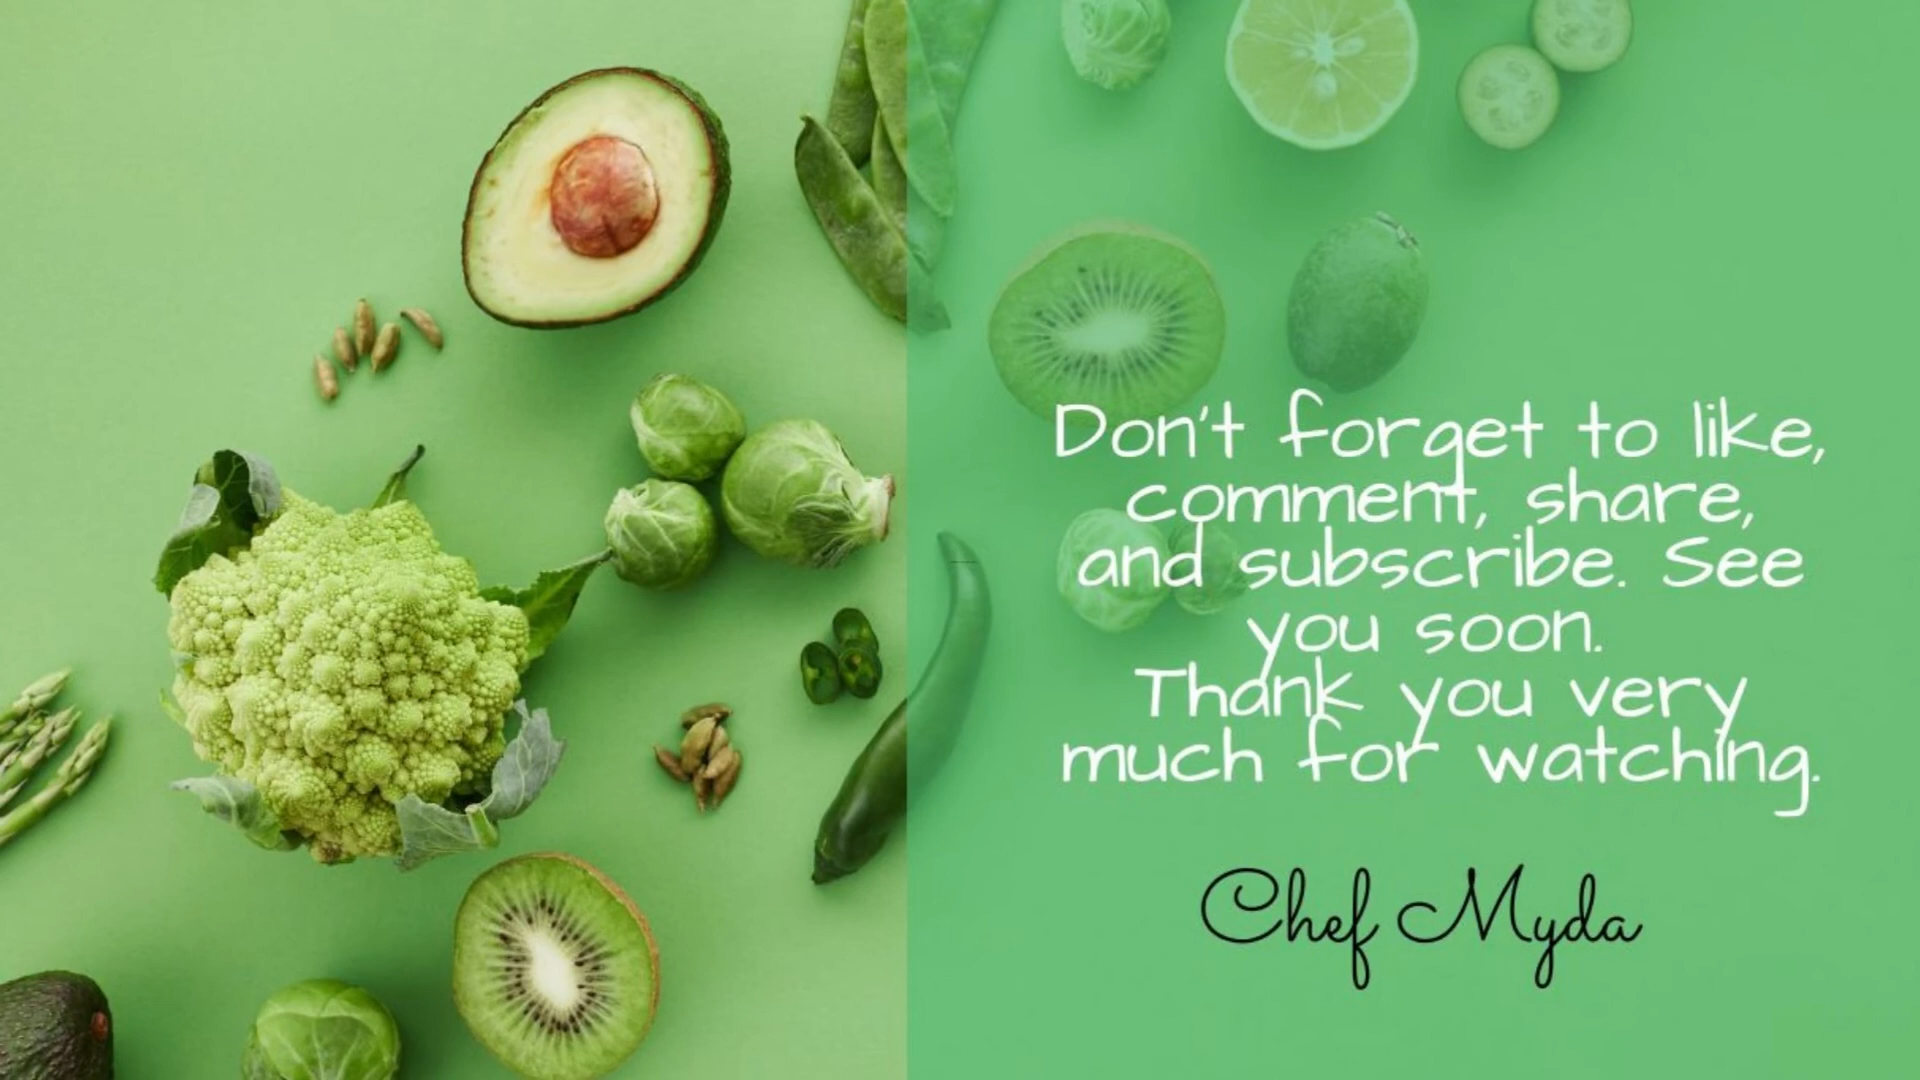 Don't forget to like,
comment, share,
and subscribe. See
you soon.
Thank you very
much for watching.
Chef Myda